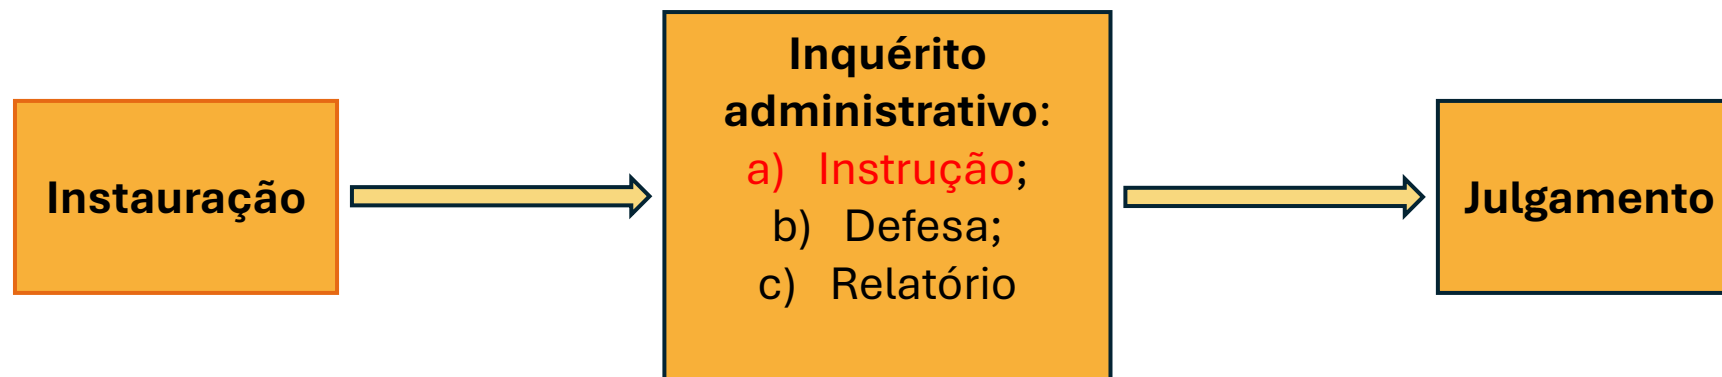 Instauração
Inquérito
administrativo:
a) Instrução;
b) Defesa;
c) Relatório
Julgamento